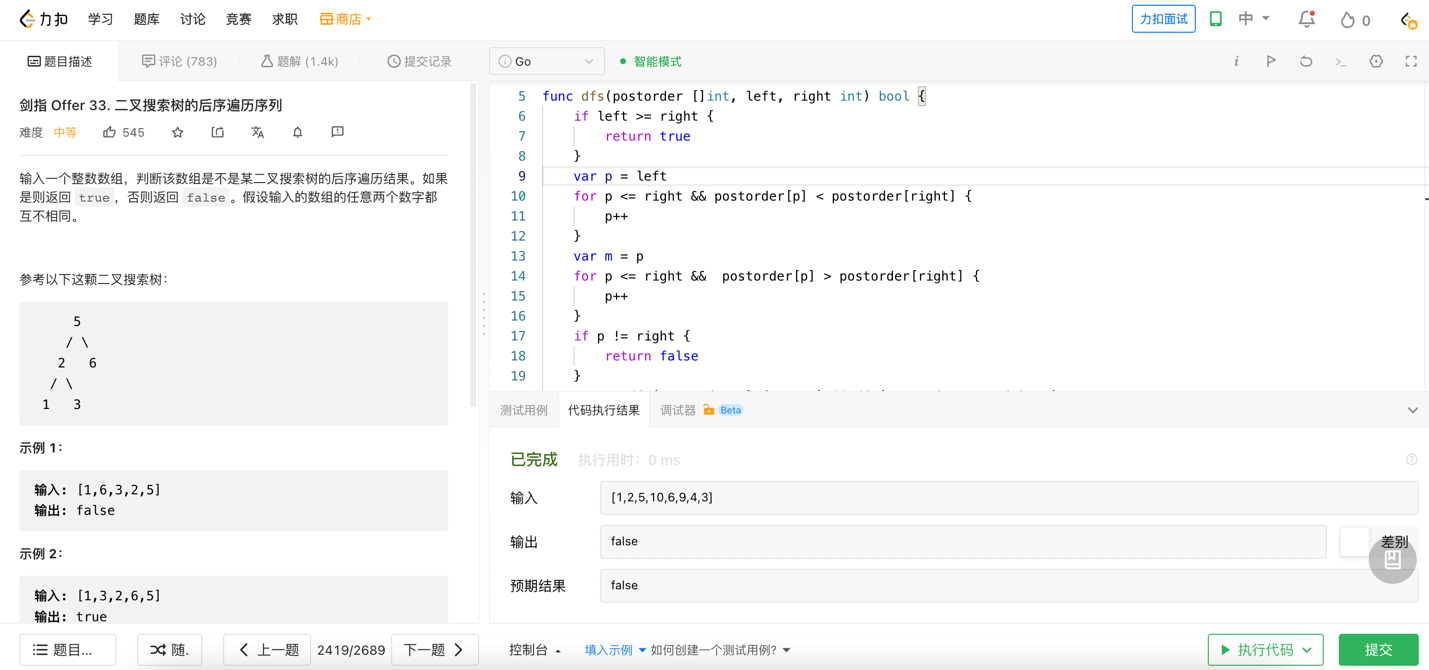 力扣 学习 题库 讨论 竞赛 求职 商店 力扣面试 中 0
题目描述 评论 (783) 题解 (1.4k) 提交记录
i Go 智能模式 i
剑指 Offer 33. 二叉搜索树的后序遍历序列
难度 中等 545
输入一个整数数组，判断该数组是不是某二叉搜索树的后序遍历结果。如果
是则返回 true，否则返回 false。假设输入的数组的任意两个数字都
互不相同。
参考以下这颗二叉搜索树：
5
/ \
2 6
/ \
1 3
示例 1：
输入: [1,6,3,2,5]
输出: false
示例 2：
输入: [1,3,2,6,5]
输出: true
5 func dfs(postorder []int, left, right int) bool {
6 if left >= right {
7 return true
8 }
9 var p = left
10 for p <= right && postorder[p] < postorder[right] {
11 p++
12 }
13 var m = p
14 for p <= right &&  postorder[p] > postorder[right] {
15 p++
16 }
17 if p != right {
18 return false
19 }
测试用例 代码执行结果 调试器 Beta
已完成 执行用时：0 ms
输入 [1,2,5,10,6,9,4,3]
输出 false 差别
预期结果 false
题目... 随. 上一题 2419/2689 下一题 控制台 填入示例 如何创建一个测试用例? 执行代码 提交